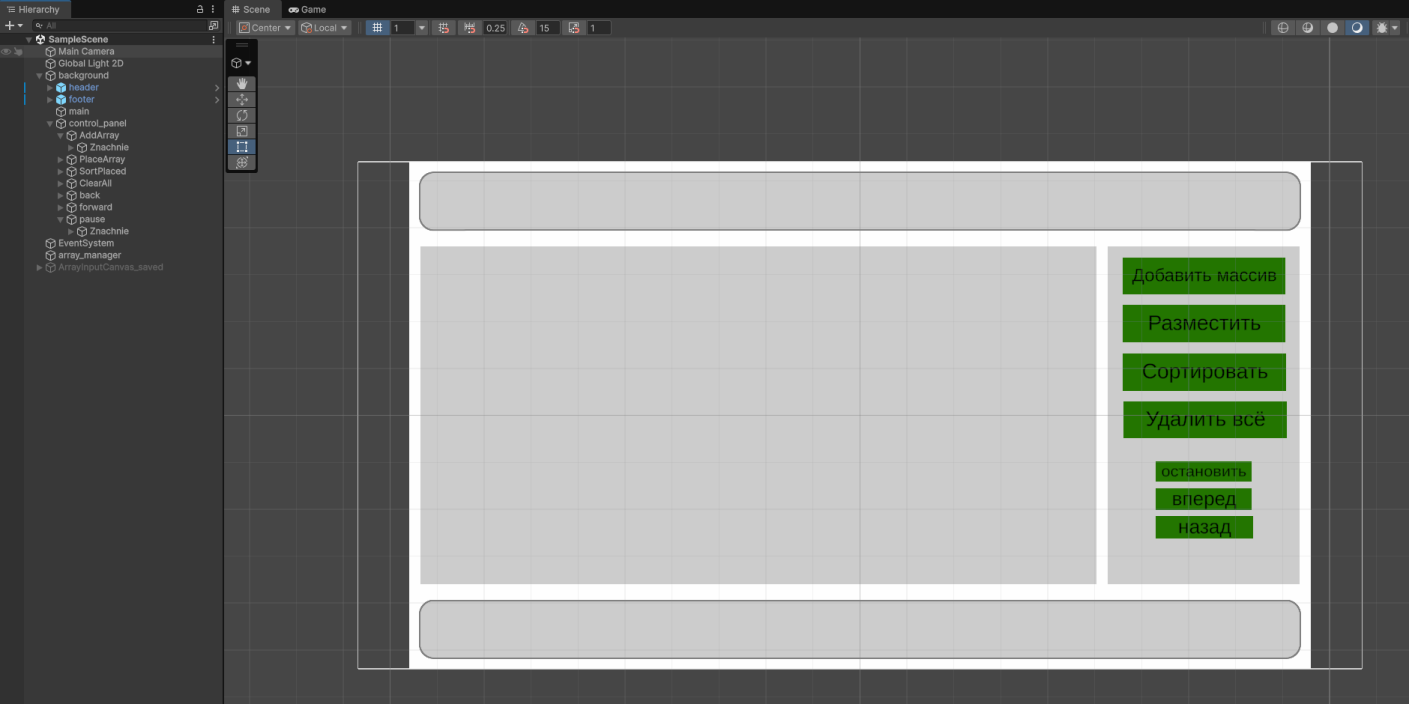 Hierarchy
All
SampleScene
Main Camera
Global Light 2D
background
header
footer
main
control_panel
AddArray
Znachnie
PlaceArray
SortPlaced
ClearAll
back
forward
pause
Znachnie
EventSystem
array_manager
ArrayInputCanvas_saved
Scene Game
Center Local 1 0.25 15 1
Добавить массив
Разместить
Сортировать
Удалить всё
остановить
вперед
назад